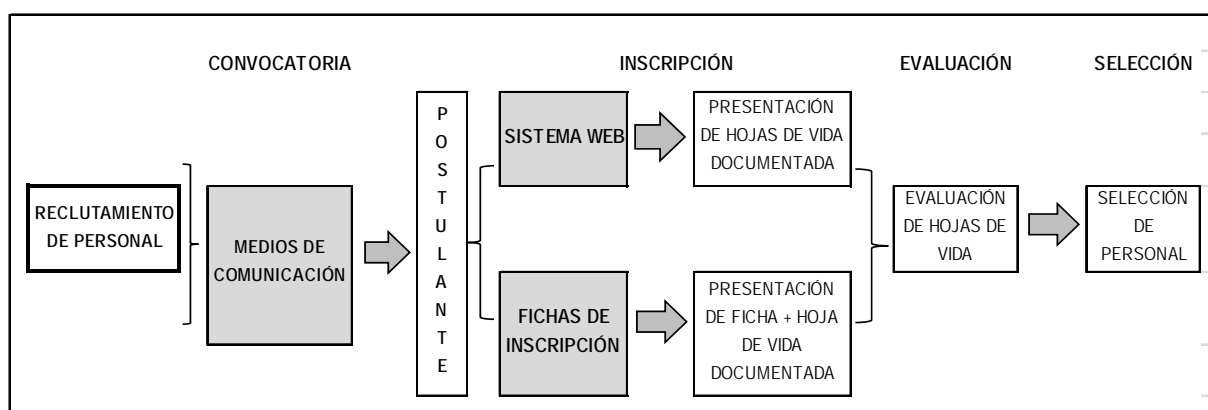 CONVOCATORIA
INSCRIPCIÓN
EVALUACIÓN
SELECCIÓN
RECLUTAMIENTO
DE PERSONAL
MEDIOS DE
COMUNICACIÓN
P
O
S
T
U
L
A
N
T
E
SISTEMA WEB
PRESENTACIÓN
DE HOJAS DE VIDA
DOCUMENTADA
FICHAS DE
INSCRIPCIÓN
PRESENTACIÓN
DE FICHA + HOJA
DE VIDA
DOCUMENTADA
EVALUACIÓN
DE HOJAS DE
VIDA
SELECCIÓN
DE
PERSONAL